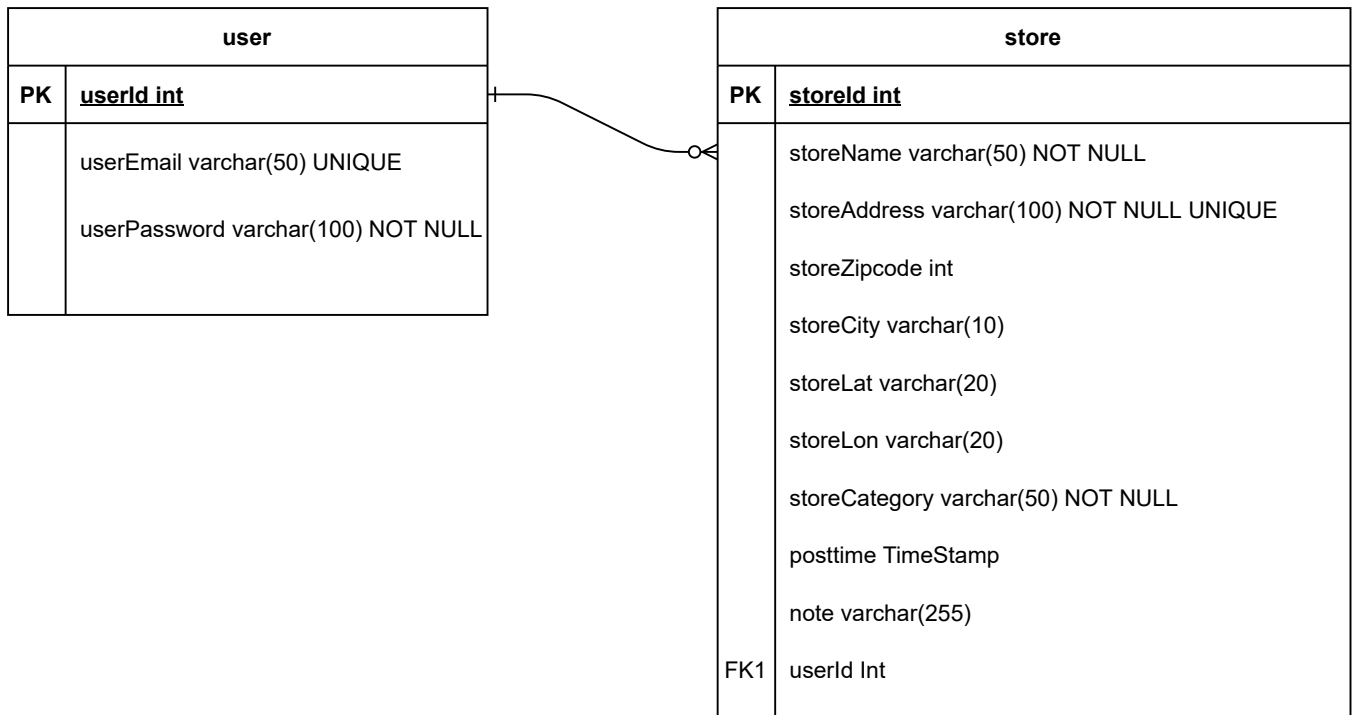 user
PK userId int
userEmail varchar(50) UNIQUE
userPassword varchar(100) NOT NULL
store
PK storeId int
storeName varchar(50) NOT NULL
storeAddress varchar(100) NOT NULL UNIQUE
storeZipcode int
storeCity varchar(10)
storeLat varchar(20)
storeLon varchar(20)
storeCategory varchar(50) NOT NULL
posttime TimeStamp
note varchar(255)
FK1 userId Int